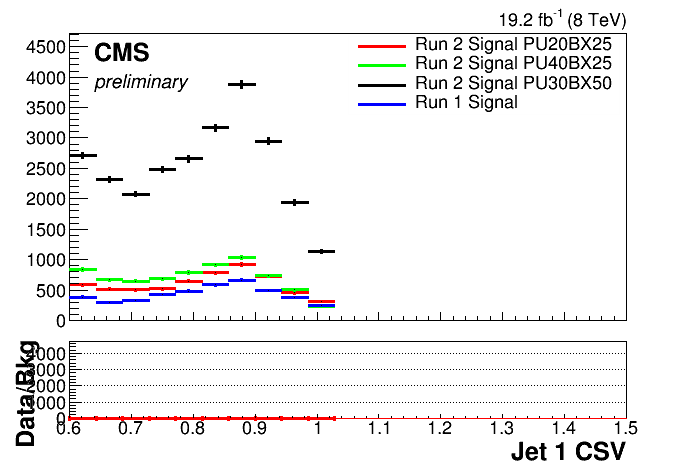 19.2 fb⁻¹ (8 TeV)
CMS
preliminary
Run 2 Signal PU20BX25
Run 2 Signal PU40BX25
Run 2 Signal PU30BX50
Run 1 Signal
4500
4000
3500
3000
2500
2000
1500
1000
500
0
Data/Bkg
0
0.6 0.7 0.8 0.9 1 1.1 1.2 1.3 1.4 1.5
Jet 1 CSV